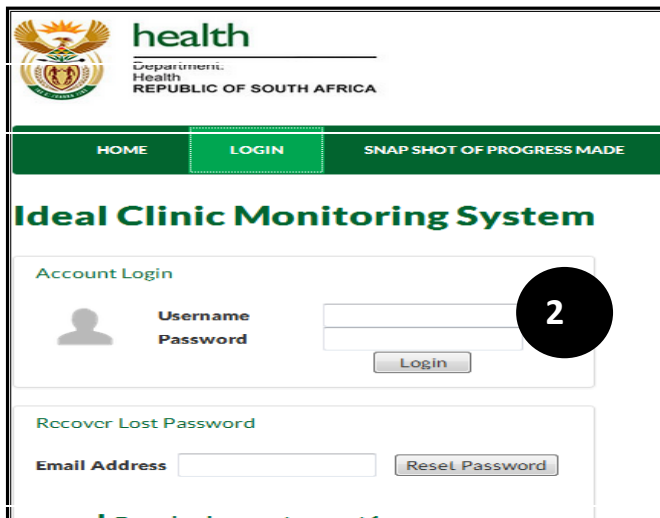 health
Department:
Health
REPUBLIC OF SOUTH AFRICA
HOME LOGIN SNAP SHOT OF PROGRESS MADE
Ideal Clinic Monitoring System
Account Login
Username
2
Password
Login
Recover Lost Password
Email Address Reset Password